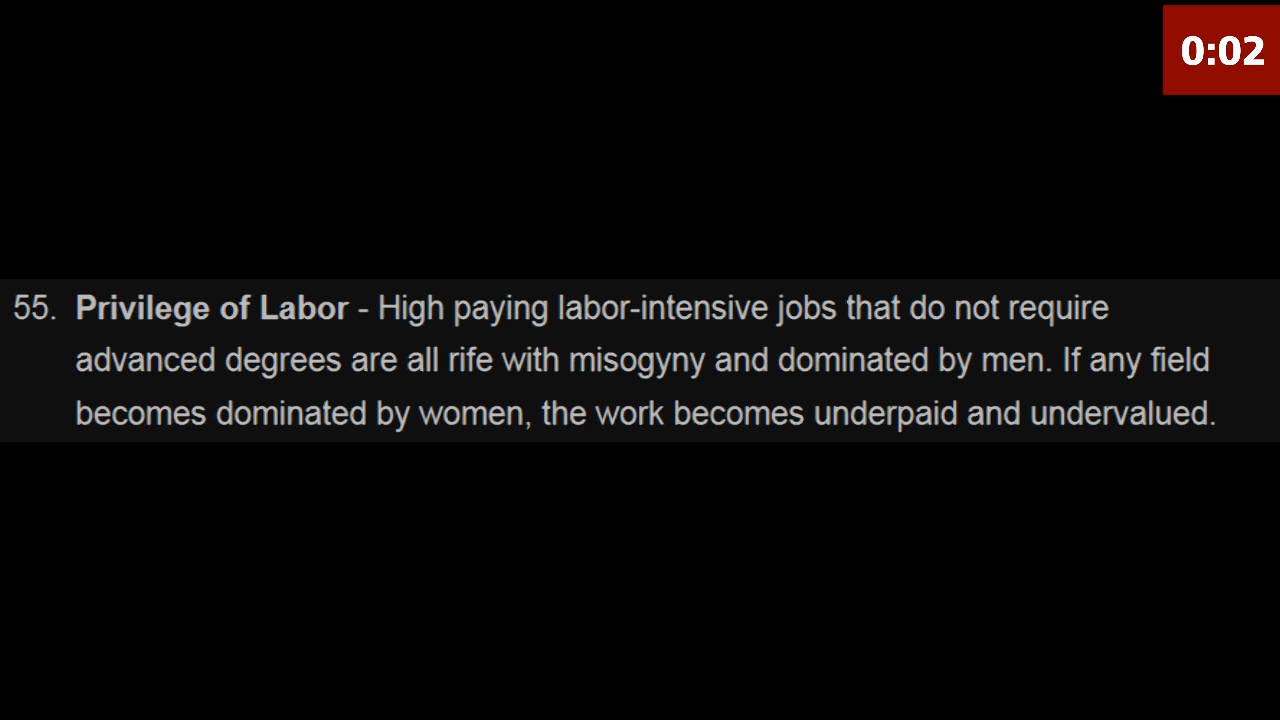 0:02
55. Privilege of Labor - High paying labor-intensive jobs that do not require
advanced degrees are all rife with misogyny and dominated by men. If any field
becomes dominated by women, the work becomes underpaid and undervalued.